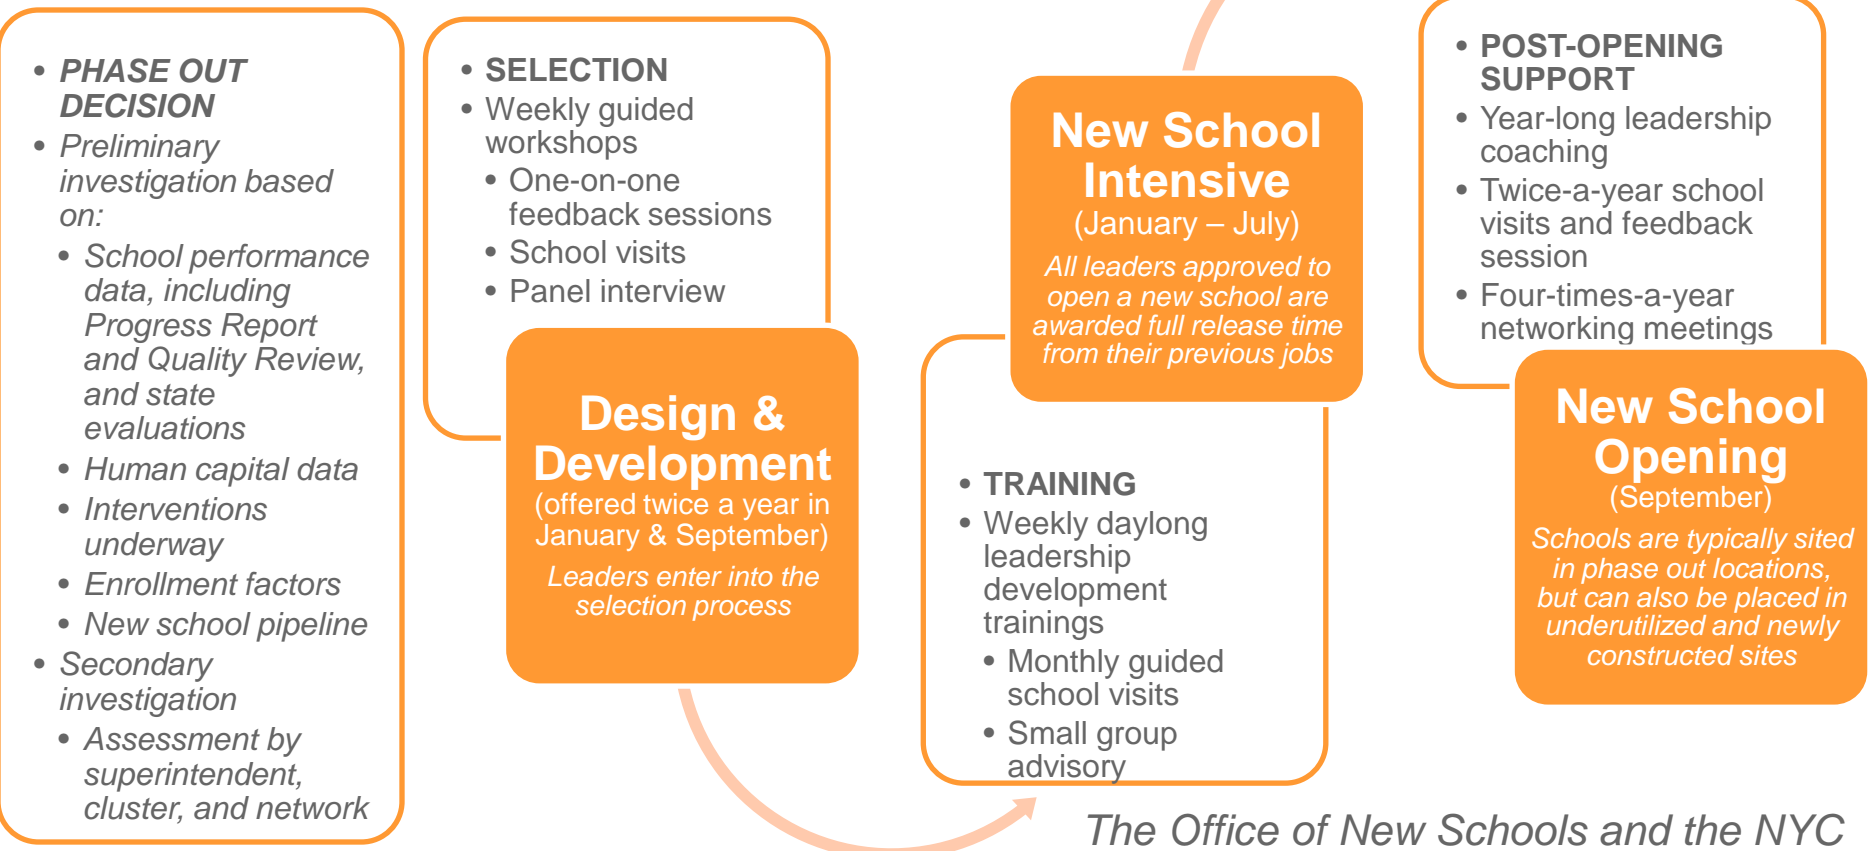 • PHASE OUT
DECISION
• Preliminary
investigation based
on:
• School performance
data, including
Progress Report
and Quality Review,
and state
evaluations
• Human capital data
• Interventions
underway
• Enrollment factors
• New school pipeline
• Secondary
investigation
• Assessment by
superintendent,
cluster, and network
• SELECTION
• Weekly guided
workshops
• One-on-one
feedback sessions
• School visits
• Panel interview
Design &
Development
(offered twice a year in
January & September)
Leaders enter into the
selection process
New School
Intensive
(January – July)
All leaders approved to
open a new school are
awarded full release time
from their previous jobs
• TRAINING
• Weekly daylong
leadership
development
trainings
• Monthly guided
school visits
• Small group
advisory
• POST-OPENING
SUPPORT
• Year-long leadership
coaching
• Twice-a-year school
visits and feedback
session
• Four-times-a-year
networking meetings
New School
Opening
(September)
Schools are typically sited
in phase out locations,
but can also be placed in
underutilized and newly
constructed sites
The Office of New Schools and the NYC